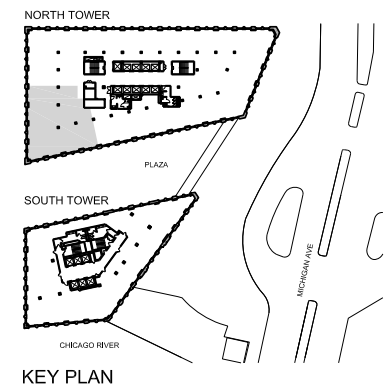 NORTH TOWER
PLAZA
SOUTH TOWER
MICHIGAN AVE
CHICAGO RIVER
KEY PLAN